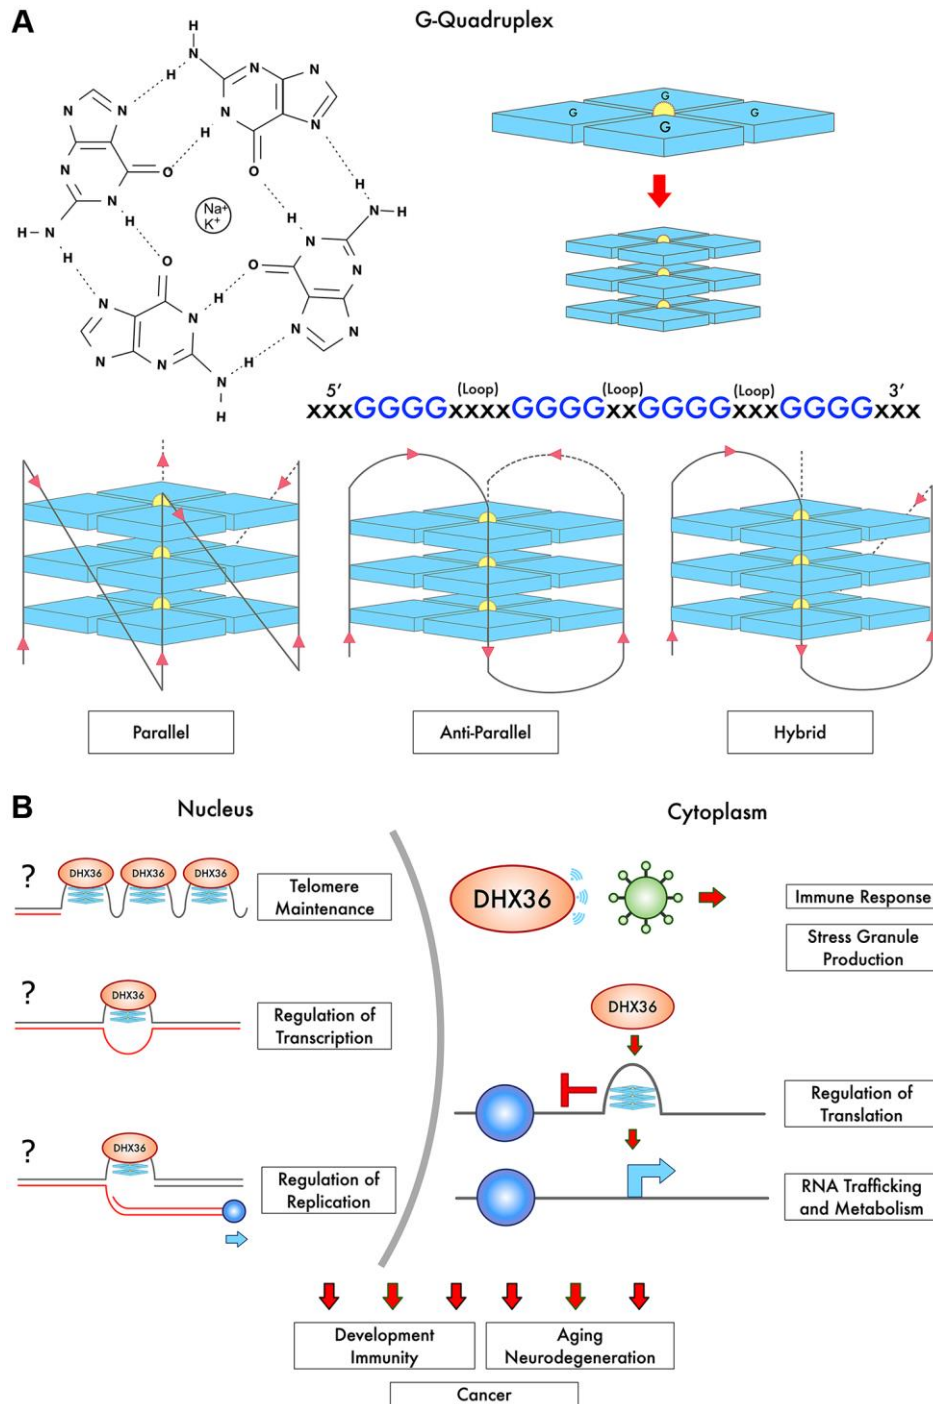 A
G-Quadruplex
H
N
H
N
N
N
N
N
H
N
H
O
O
N
N
H
N
H
H
N
H
Na+
K+
H
N
H
N
H
O
O
N
N
H
N
N
N
N
N
H
N
H
G
G
G
G
5′
(Loop)
(Loop)
(Loop)
3′
xxxGGGGxxxxGGGGxxGGGGxxxGGGGxxx
Parallel
Anti-Parallel
Hybrid
B
Nucleus
Cytoplasm
?
DHX36
DHX36
DHX36
Telomere
Maintenance
DHX36
Immune Response
Stress Granule
Production
?
DHX36
Regulation of
Transcription
DHX36
Regulation of
Translation
?
DHX36
Regulation of
Replication
RNA Trafficking
and Metabolism
Development
Immunity
Aging
Neurodegeneration
Cancer